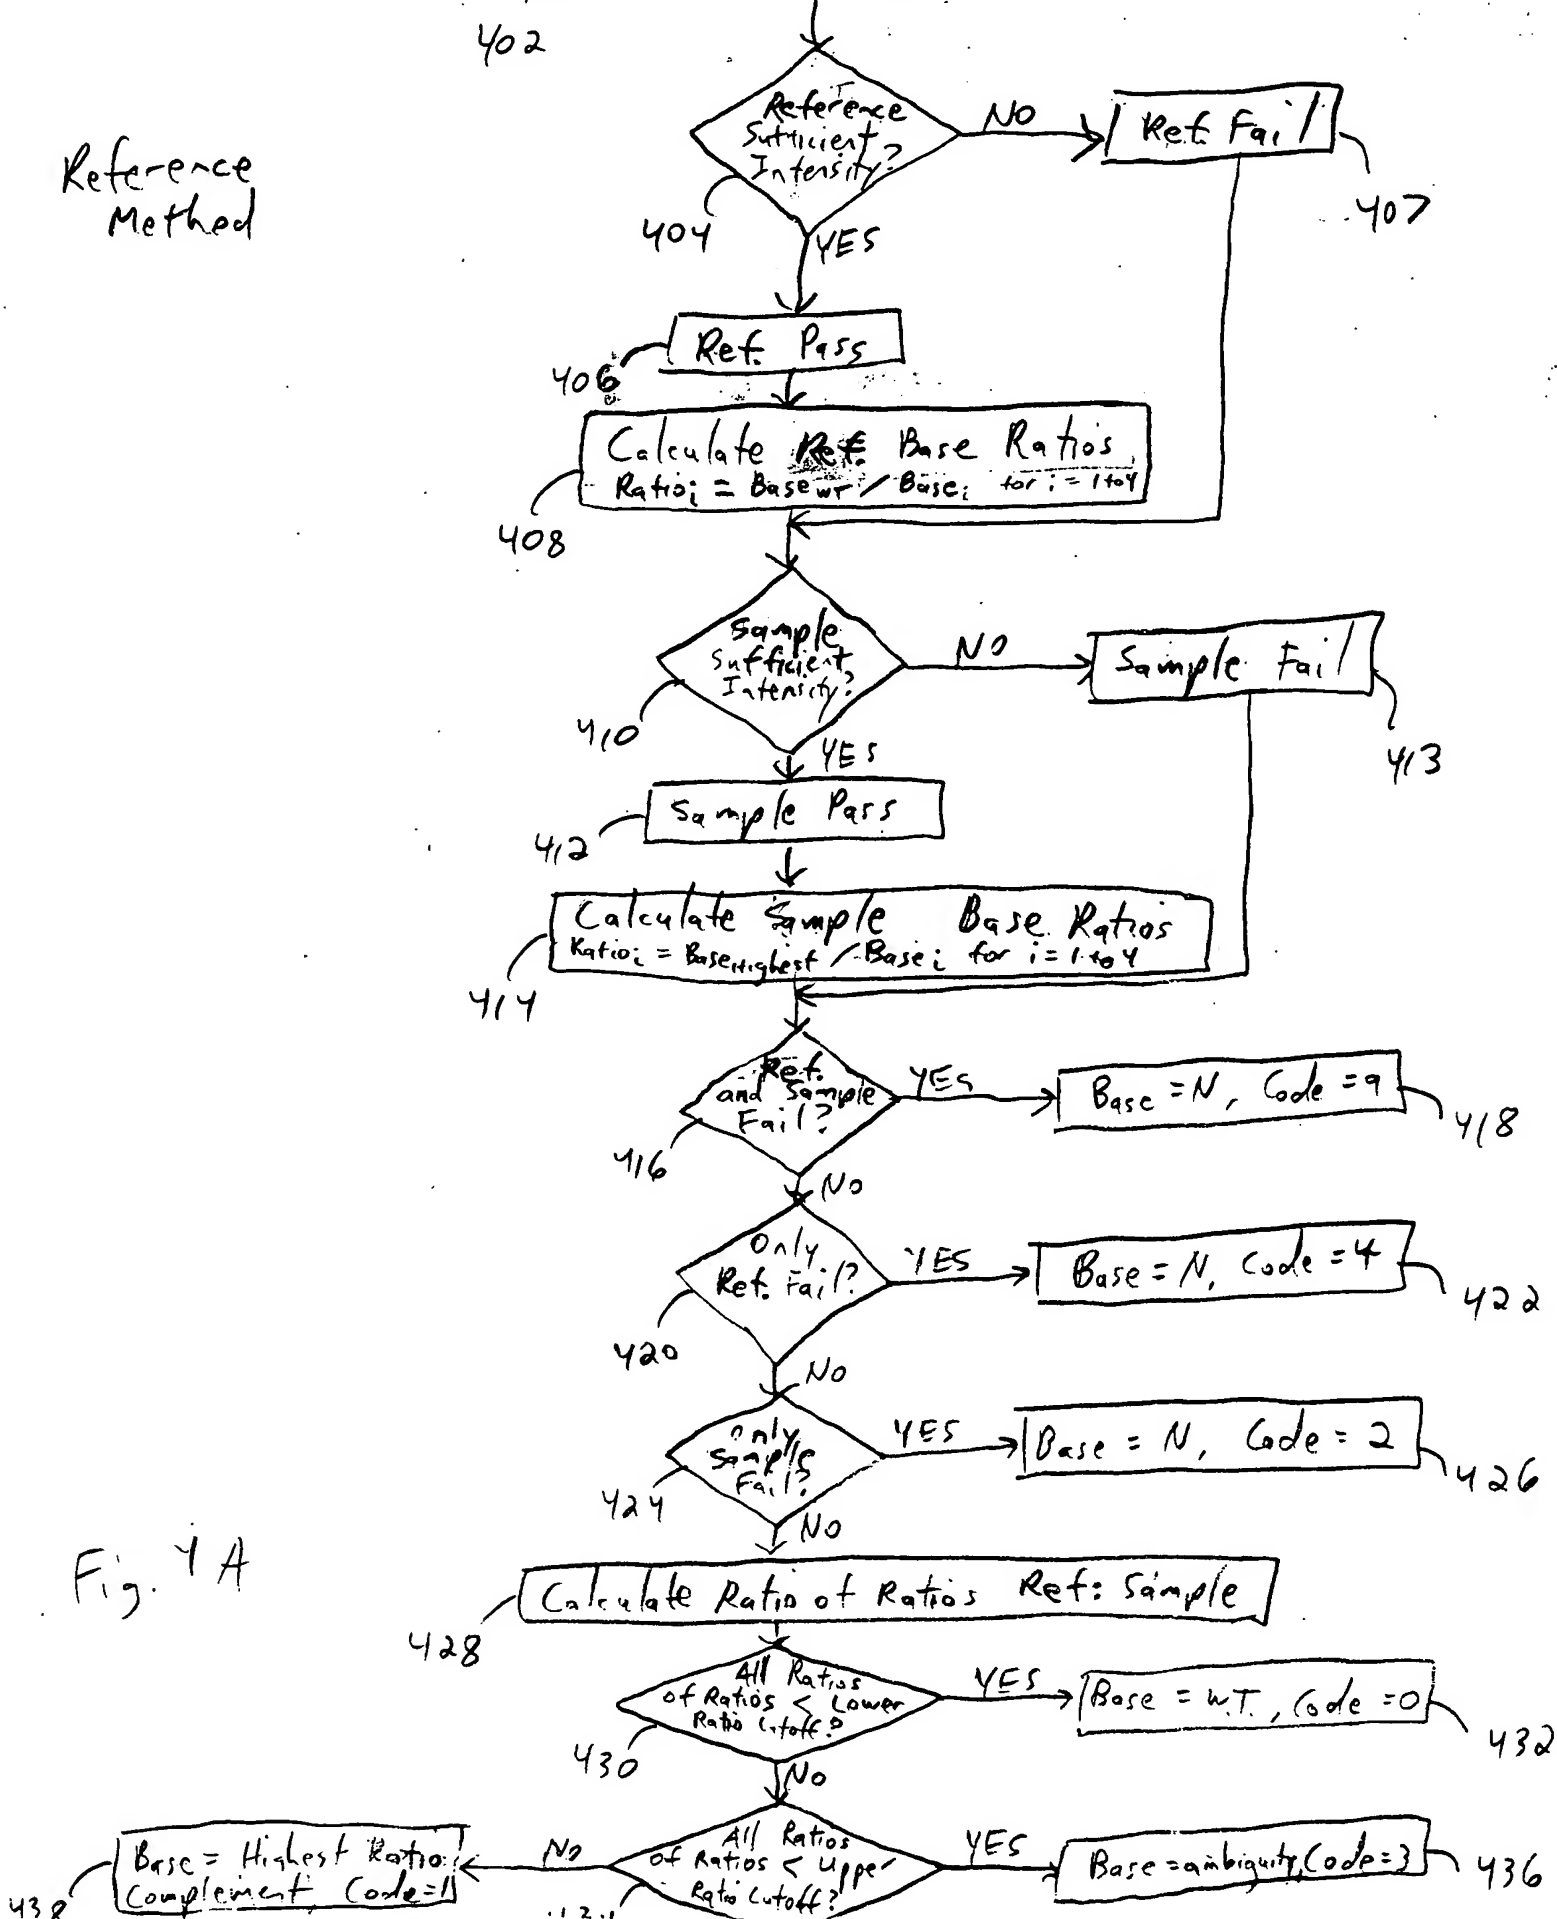 402
Reference
Sufficient
Intensity?
NO
Ref. Fail
407
Reference
Method
404
YES
Ref. Pass
406
Calculate Ref. Base Ratios
Ratioi = BaseWT / Basei for i = 1 to 4
408
Sample
Sufficient
Intensity?
NO
Sample Fail
410
413
YES
Sample Pass
412
Calculate Sample Base Ratios
Ratioi = BaseHighest / Basei for i = 1 to 4
414
Ref.
and Sample
Fail?
YES
Base = N, Code = 9
418
416
NO
Only
Ref. Fail?
YES
Base = N, Code = 4
422
420
NO
Only
Sample
Fail?
YES
Base = N, Code = 2
426
424
NO
Fig. 4A
Calculate Ratio of Ratios Ref: Sample
428
All Ratios
of Ratios < Lower
Ratio Cutoff?
YES
Base = W.T., Code = 0
432
430
NO
Base = Highest Ratio
Complement, Code=1
438
NO
All Ratios
of Ratios < Upper
Ratio Cutoff?
YES
Base = ambiguity, Code = 3
436